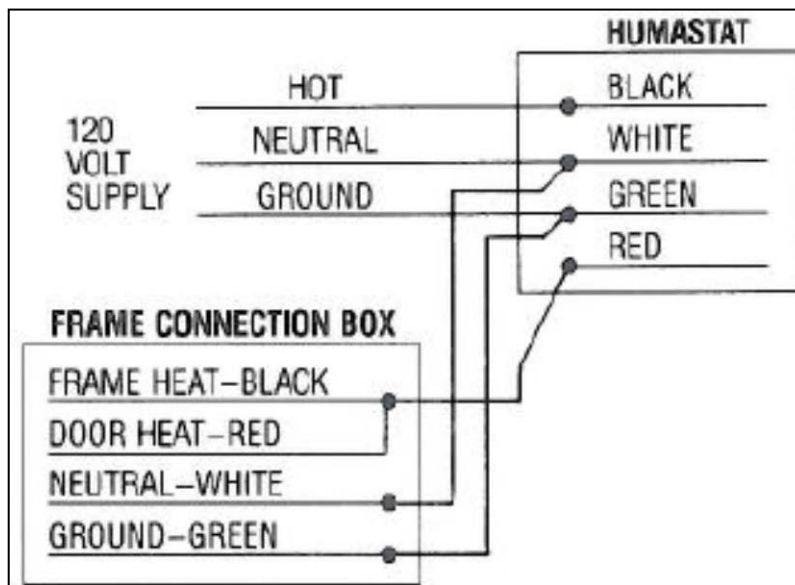 HUMASTAT
120
VOLT
SUPPLY
HOT
NEUTRAL
GROUND
BLACK
WHITE
GREEN
RED
FRAME CONNECTION BOX
FRAME HEAT–BLACK
DOOR HEAT–RED
NEUTRAL–WHITE
GROUND–GREEN